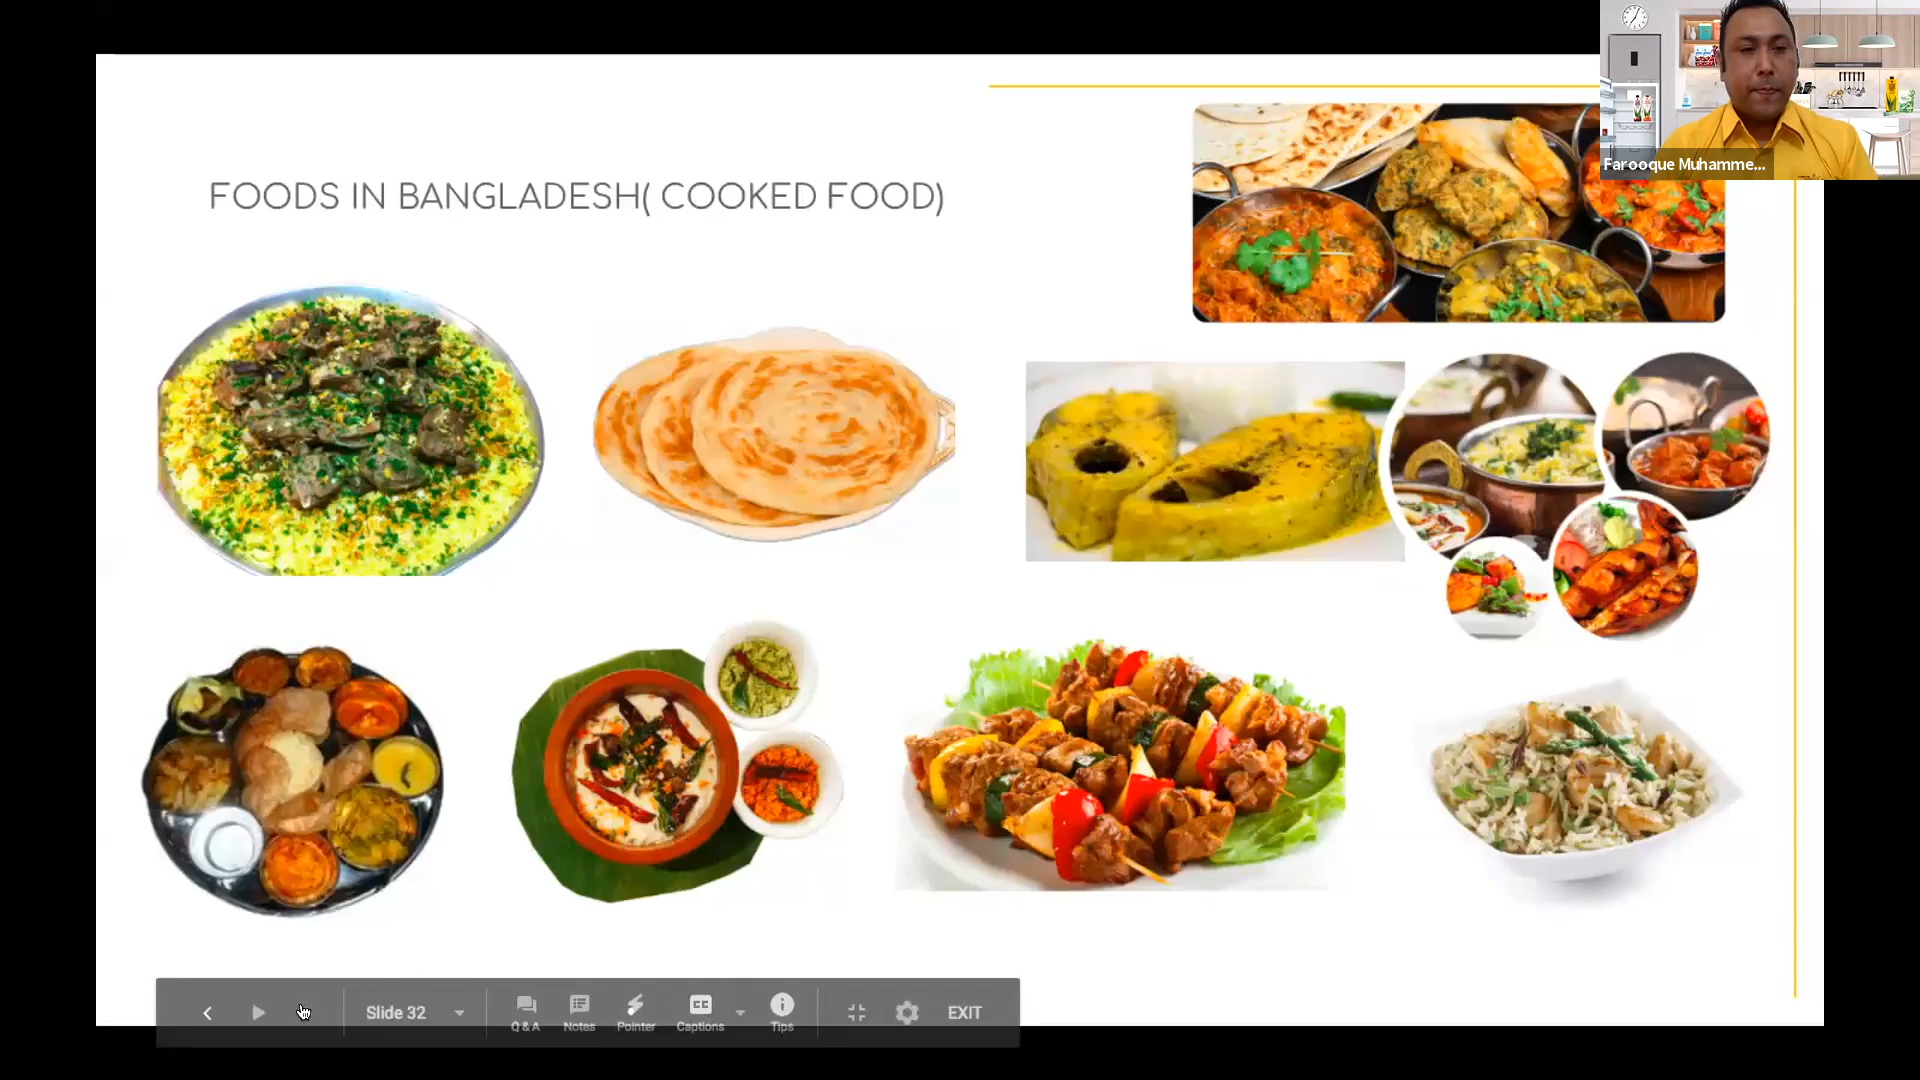 FOODS IN BANGLADESH( COOKED FOOD)
Farooque Muhamme...
Slide 32
Q & A
Notes
Pointer
Captions
Tips
EXIT